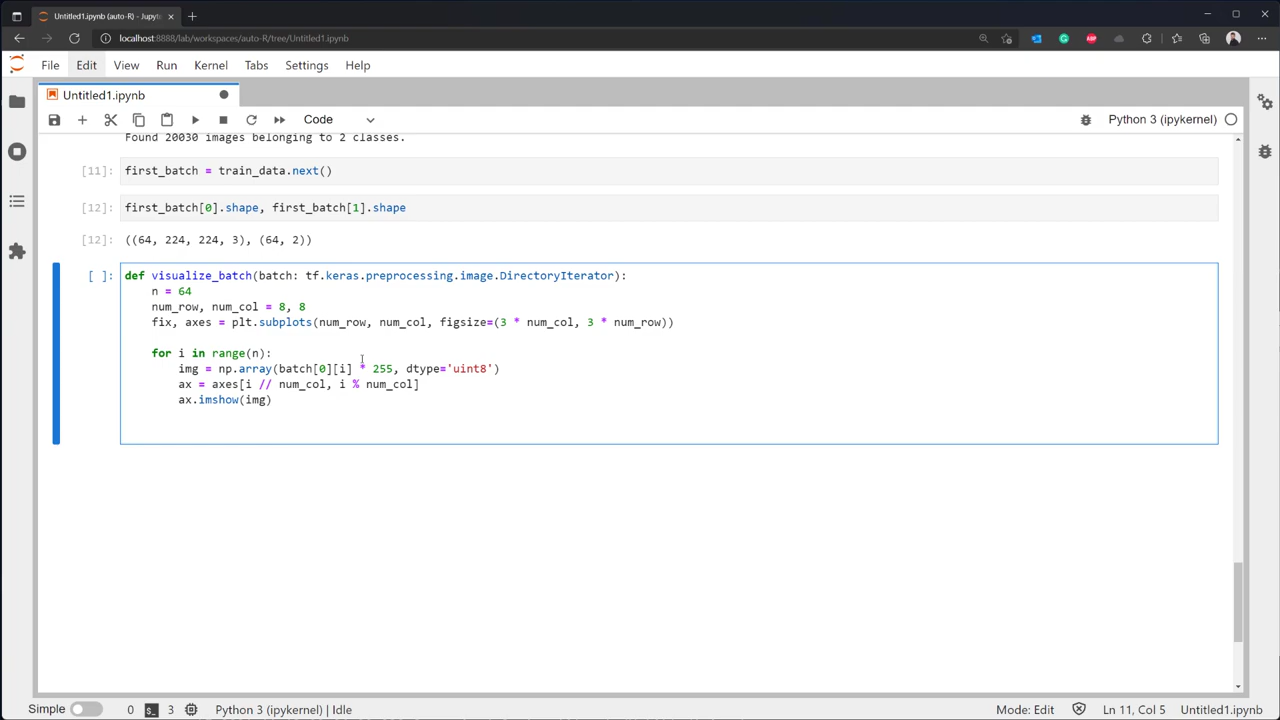 Untitled1.ipynb (auto-R) - Jupyte
localhost:8888/lab/workspaces/auto-R/tree/Untitled1.ipynb
File Edit View Run Kernel Tabs Settings Help
Untitled1.ipynb
Code Python 3 (ipykernel)
Found 20030 images belonging to 2 classes.
[11]: first_batch = train_data.next()
[12]: first_batch[0].shape, first_batch[1].shape
[12]: ((64, 224, 224, 3), (64, 2))
[ ]: def visualize_batch(batch: tf.keras.preprocessing.image.DirectoryIterator):
n = 64
num_row, num_col = 8, 8
fix, axes = plt.subplots(num_row, num_col, figsize=(3 * num_col, 3 * num_row))
for i in range(n):
img = np.array(batch[0][i] * 255, dtype='uint8')
ax = axes[i // num_col, i % num_col]
ax.imshow(img)
Simple 0 3 Python 3 (ipykernel) | Idle Mode: Edit Ln 11, Col 5 Untitled1.ipynb